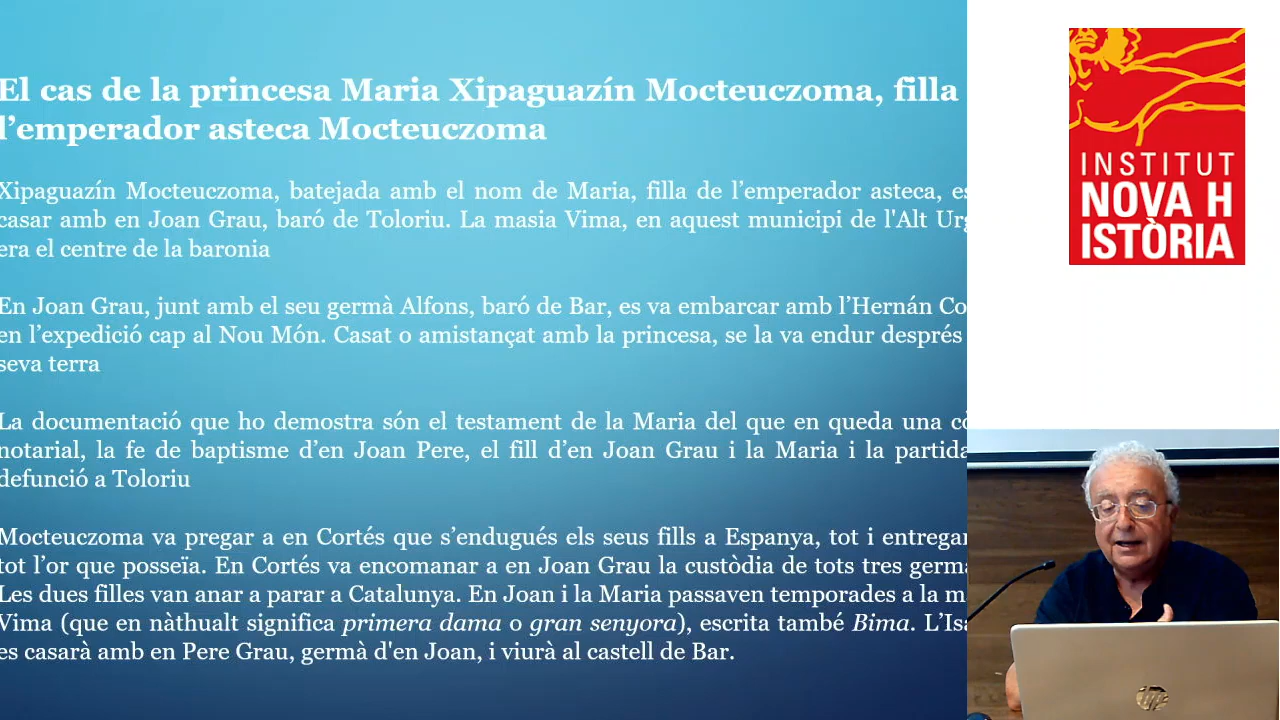 El cas de la princesa Maria Xipaguazín Mocteuczoma, filla
l’emperador asteca Mocteuczoma
Xipaguazín Mocteuczoma, batejada amb el nom de Maria, filla de l’emperador asteca,
casar amb en Joan Grau, baró de Toloriu. La masia Vima, en aquest municipi de l'Alt
era el centre de la baronia
En Joan Grau, junt amb el seu germà Alfons, baró de Bar, es va embarcar amb l’Hernán
en l’expedició cap al Nou Món. Casat o amistançat amb la princesa, se la va endur després
seva terra
La documentació que ho demostra són el testament de la Maria del que en queda una
notarial, la fe de baptisme d’en Joan Pere, el fill d’en Joan Grau i la Maria i la partida
defunció a Toloriu
Mocteuczoma va pregar a en Cortés que s’endugués els seus fills a Espanya, tot i
tot l’or que posseïa. En Cortés va encomanar a en Joan Grau la custòdia de tots tres
Les dues filles van anar a parar a Catalunya. En Joan i la Maria passaven temporades a la
Vima (que en nàthualt significa primera dama o gran senyora), escrita també Bima.
es casarà amb en Pere Grau, germà d'en Joan, i viurà al castell de Bar.
INSTITUT
NOVA H
ISTÒRIA
hp